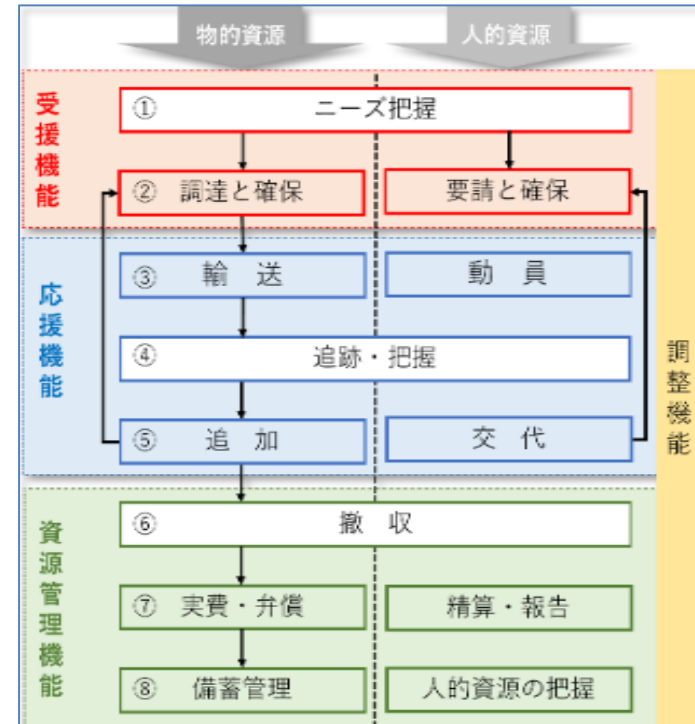 物的資源 人的資源
受援機能
① ニーズ把握
② 調達と確保 要請と確保
応援機能
③ 輸 送 動 員
④ 追跡・把握
⑤ 追 加 交 代
調整機能
資源管理機能
⑥ 撤 収
⑦ 実費・弁償 精算・報告
⑧ 備蓄管理 人的資源の把握